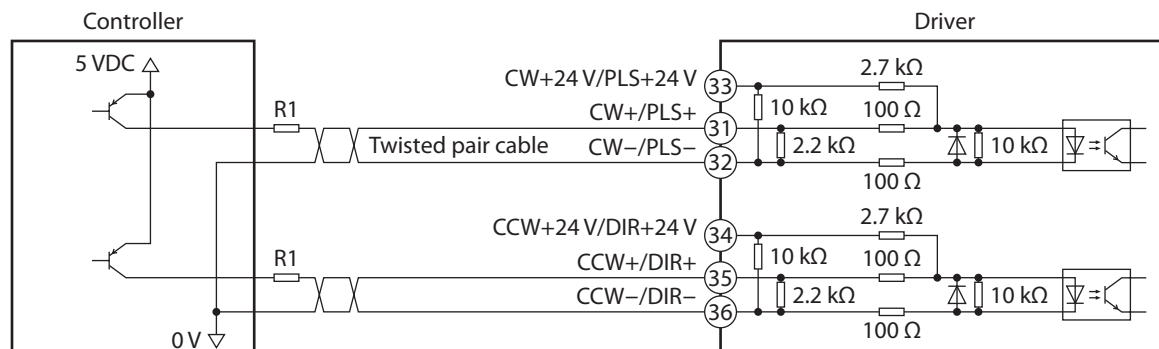 Controller
Driver
5 VDC
R1
Twisted pair cable
CW+24 V/PLS+24 V
CW+/PLS+
CW−/PLS−
33
31
32
2.7 kΩ
10 kΩ
100 Ω
2.2 kΩ
10 kΩ
100 Ω
R1
0 V
CCW+24 V/DIR+24 V
CCW+/DIR+
CCW−/DIR−
34
35
36
2.7 kΩ
10 kΩ
100 Ω
2.2 kΩ
10 kΩ
100 Ω